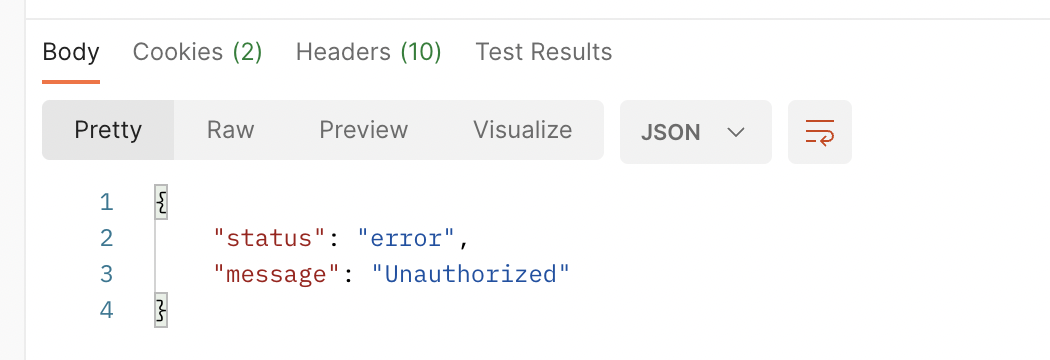 Body Cookies (2) Headers (10) Test Results
Pretty Raw Preview Visualize JSON
1 {
2 "status": "error",
3 "message": "Unauthorized"
4 }